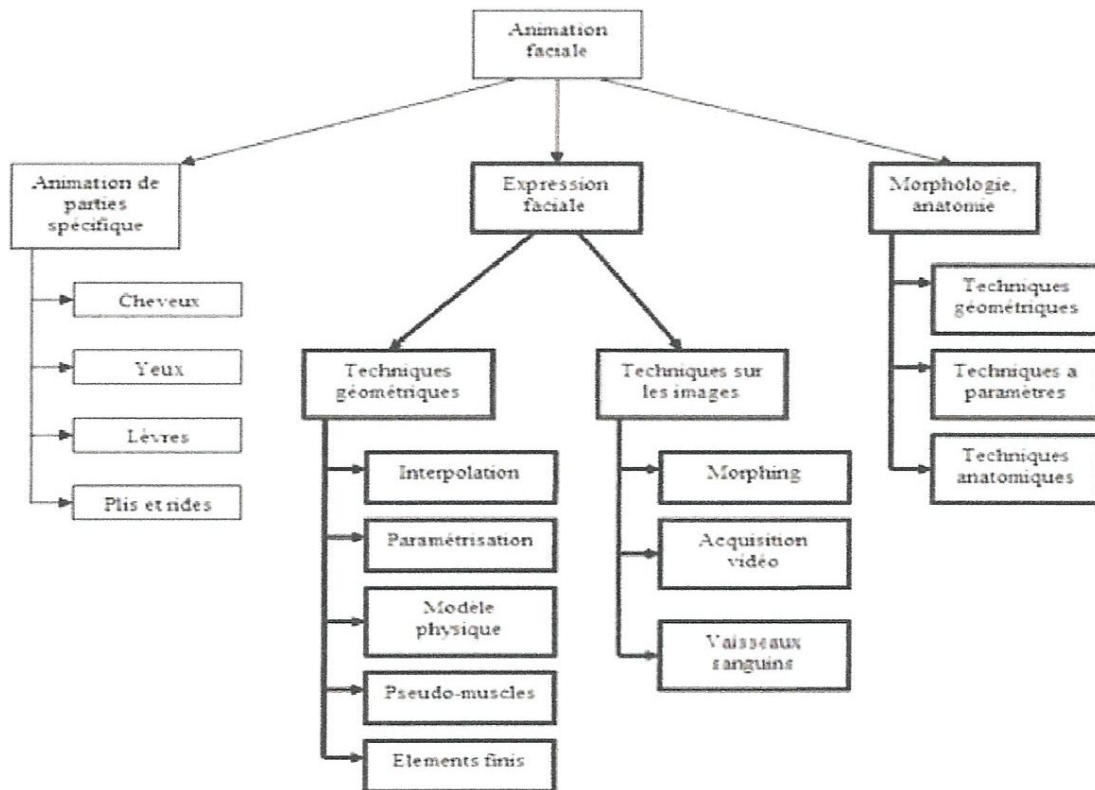 Animation
faciale
Animation de
parties
spécifique
Expression
faciale
Morphologie,
anatomie
Cheveux
Yeux
Lèvres
Plis et rides
Techniques
géométriques
Techniques sur
les images
Interpolation
Paramétrisation
Modèle
physique
Pseudo-muscles
Elements finis
Morphing
Acquisition
vidéo
Vaisseaux
sanguins
Techniques
géométriques
Techniques a
paramètres
Techniques
anatomiques